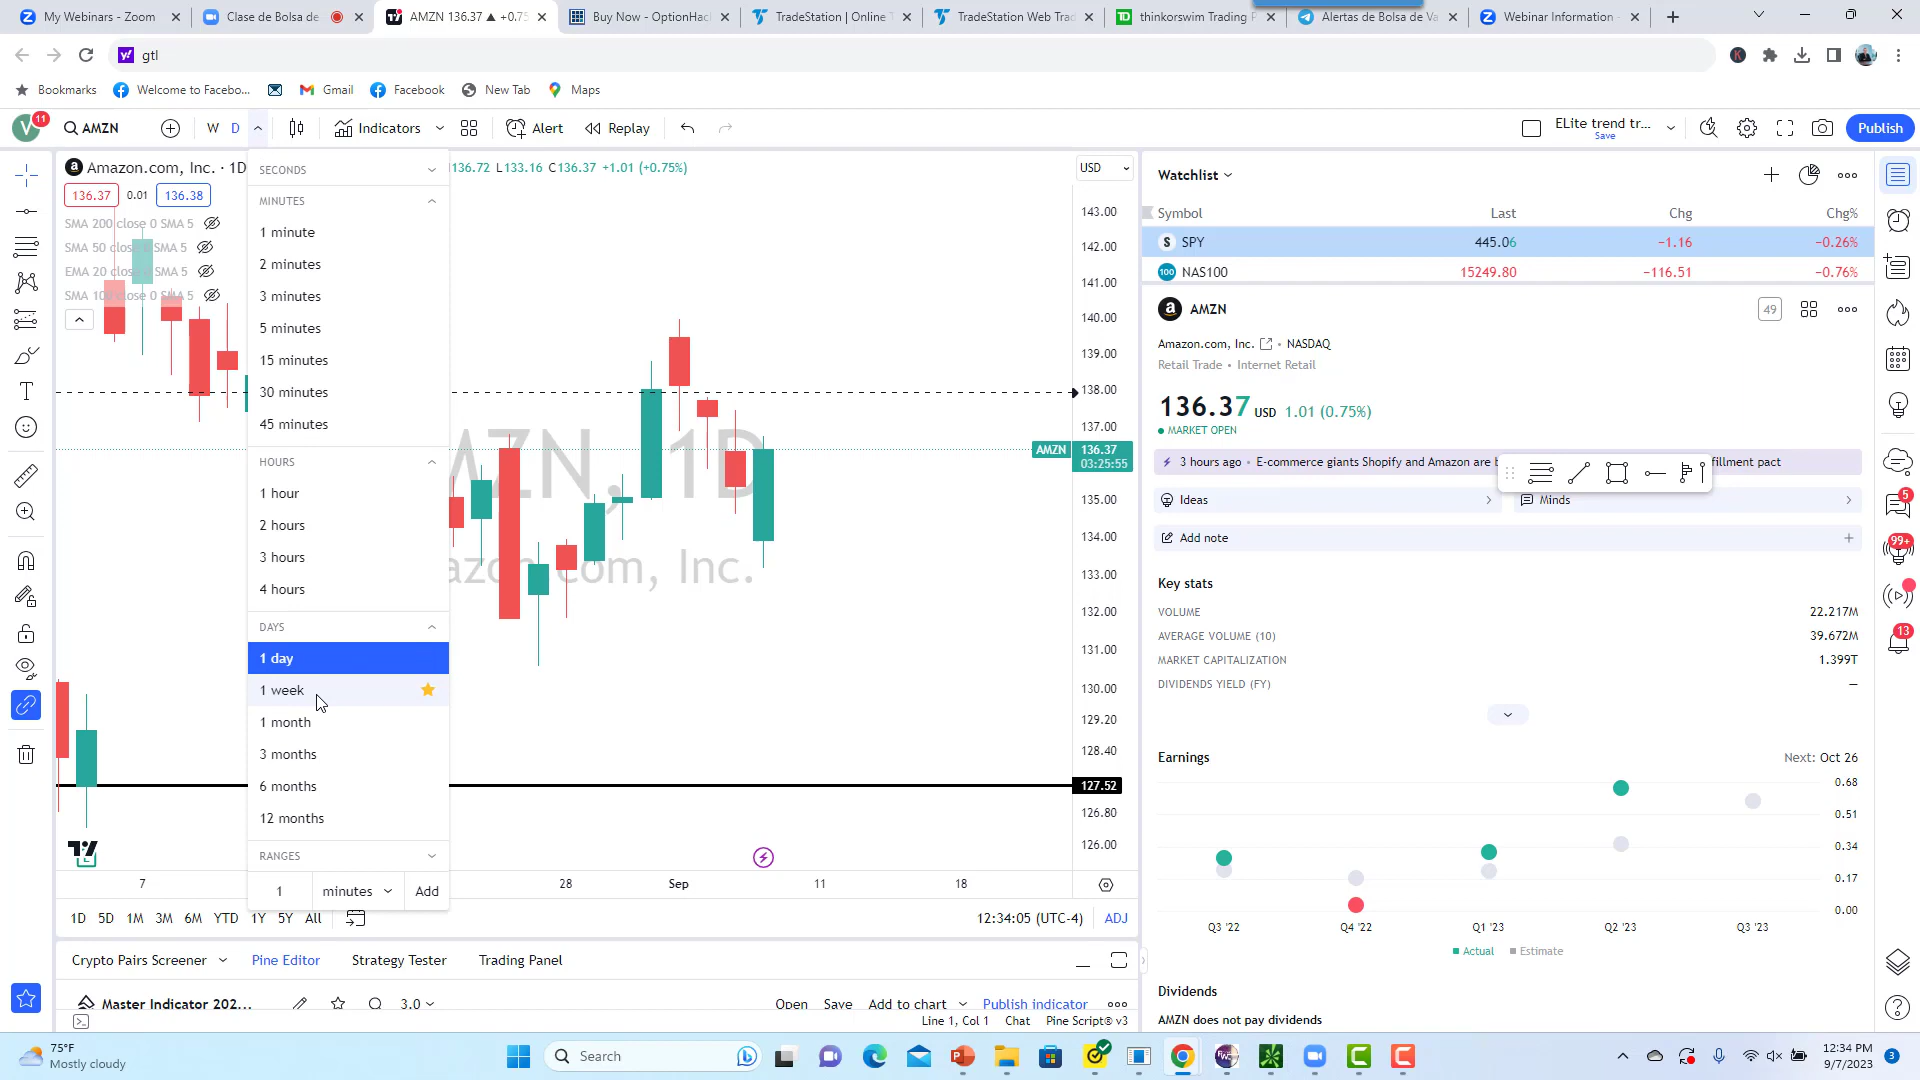 My Webinars - Zoom
Clase de Bolsa de
AMZN 136.37 ▲ +0.75
Buy Now - OptionHac
TradeStation | Online T
TradeStation Web Trad
thinkorswim Trading P
Alertas de Bolsa de Va
Webinar Information
gtl
Bookmarks
Welcome to Facebo...
Gmail
Facebook
New Tab
Maps
V 11
AMZN
W D
Indicators
Alert
Replay
ELite trend tr...
Save
Publish
Amazon.com, Inc. · 1D
136.72 L133.16 C136.37 +1.01 (+0.75%)
USD
136.37 0.01 136.38
SMA 200 close 0 SMA 5
SMA 50 close 0 SMA 5
EMA 20 close 0 SMA 5
SMA 100 close 0 SMA 5
SECONDS
MINUTES
1 minute
2 minutes
3 minutes
5 minutes
15 minutes
30 minutes
45 minutes
HOURS
1 hour
2 hours
3 hours
4 hours
DAYS
1 day
1 week
1 month
3 months
6 months
12 months
RANGES
1 minutes Add
AMZN, 1D
Amazon.com, Inc.
143.00
142.00
141.00
140.00
139.00
138.00
137.00
AMZN 136.37
03:25:55
135.00
134.00
133.00
132.00
131.00
130.00
129.20
128.40
127.52
126.80
126.00
7 28 Sep 11 18
1D 5D 1M 3M 6M YTD 1Y 5Y All
12:34:05 (UTC-4) ADJ
Crypto Pairs Screener
Pine Editor
Strategy Tester
Trading Panel
Master Indicator 202...
3.0
Open Save Add to chart Publish indicator
Line 1, Col 1 Chat Pine Script® v3
Watchlist
Symbol Last Chg Chg%
SPY 445.06 −1.16 −0.26%
NAS100 15249.80 −116.51 −0.76%
AMZN
49
Amazon.com, Inc. • NASDAQ
Retail Trade • Internet Retail
136.37 USD 1.01 (0.75%)
MARKET OPEN
3 hours ago • E-commerce giants Shopify and Amazon are
fillment pact
Ideas
Minds
Add note
Key stats
VOLUME 22.217M
AVERAGE VOLUME (10) 39.672M
MARKET CAPITALIZATION 1.399T
DIVIDENDS YIELD (FY) —
Earnings
Next: Oct 26
0.68
0.51
0.34
0.17
0.00
Q3 '22 Q4 '22 Q1 '23 Q2 '23 Q3 '23
Actual Estimate
Dividends
AMZN does not pay dividends
5
99+
13
75°F
Mostly cloudy
Search
12:34 PM
9/7/2023
3